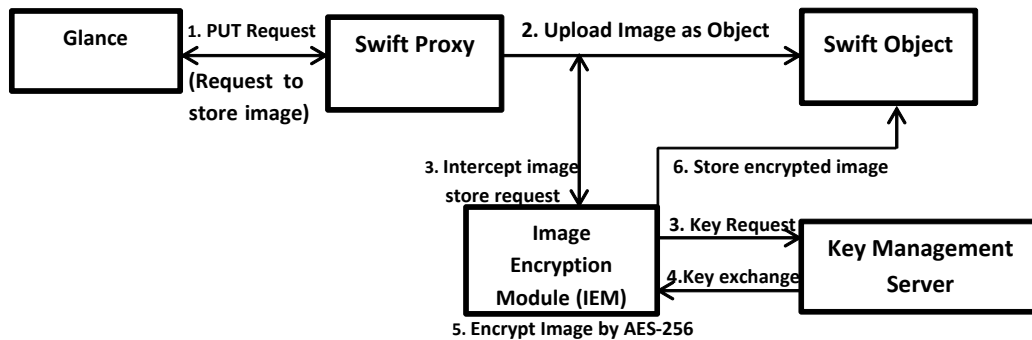 Glance
1. PUT Request
(Request to
store image)
Swift Proxy
2. Upload Image as Object
Swift Object
3. Intercept image
store request
6. Store encrypted image
Image
Encryption
Module (IEM)
3. Key Request
4.Key exchange
Key Management
Server
5. Encrypt Image by AES-256